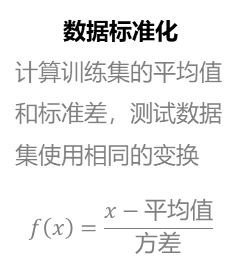 数据标准化
计算训练集的平均值
和标准差，测试数据
集使用相同的变换
f(x) = (x − 平均值) / 方差